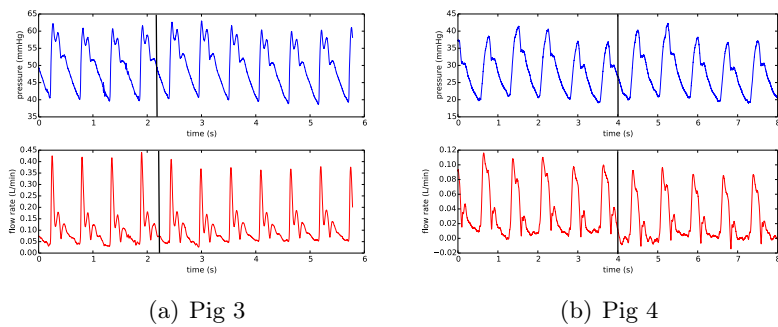 65
60
55
50
45
40
35
pressure (mmHg)
0 1 2 3 4 5 6
time (s)
0.45
0.40
0.35
0.30
0.25
0.20
0.15
0.10
0.05
0.00
flow rate (L/min)
0 1 2 3 4 5 6
time (s)
(a) Pig 3
45
40
35
30
25
20
15
pressure (mmHg)
0 1 2 3 4 5 6 7 8
time (s)
0.12
0.10
0.08
0.06
0.04
0.02
0.00
−0.02
flow rate (L/min)
0 1 2 3 4 5 6 7 8
time (s)
(b) Pig 4